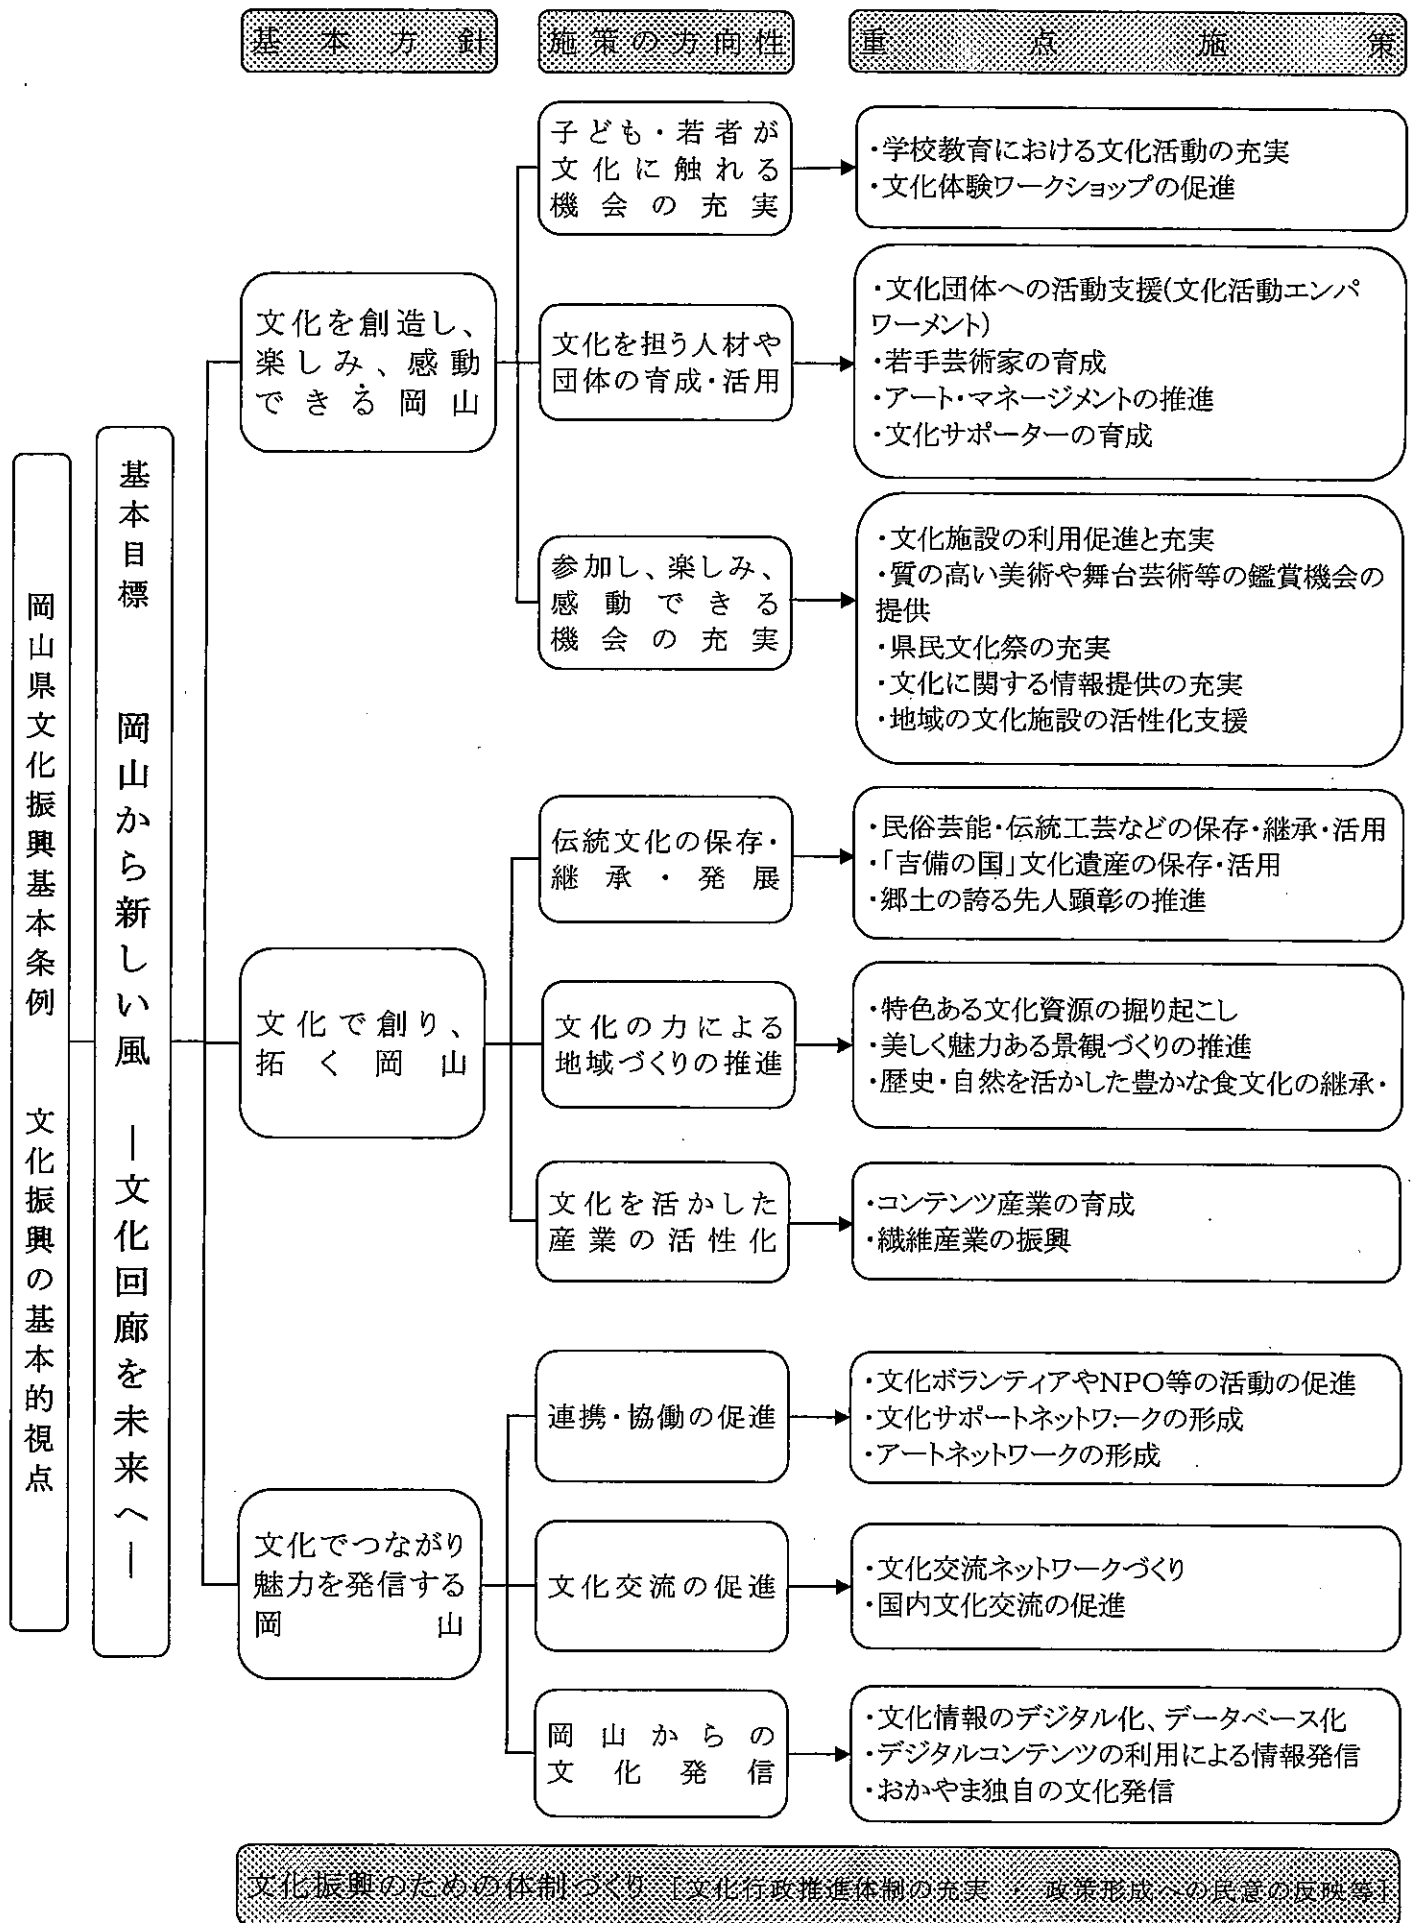 基本方針
施策の方向性
重点施策
岡山県文化振興基本条例 文化振興の基本的視点
基本目標 岡山から新しい風 ―文化回廊を未来へ―
文化を創造し、
楽しみ、感動
できる岡山
子ども・若者が
文化に触れる
機会の充実
・学校教育における文化活動の充実
・文化体験ワークショップの促進
文化を担う人材や
団体の育成・活用
・文化団体への活動支援(文化活動エンパ
ワーメント)
・若手芸術家の育成
・アート・マネージメントの推進
・文化サポーターの育成
参加し、楽しみ、
感動できる
機会の充実
・文化施設の利用促進と充実
・質の高い美術や舞台芸術等の鑑賞機会の
提供
・県民文化祭の充実
・文化に関する情報提供の充実
・地域の文化施設の活性化支援
文化で創り、
拓く岡山
伝統文化の保存・
継承・発展
・民俗芸能・伝統工芸などの保存・継承・活用
・「吉備の国」文化遺産の保存・活用
・郷土の誇る先人顕彰の推進
文化の力による
地域づくりの推進
・特色ある文化資源の掘り起こし
・美しく魅力ある景観づくりの推進
・歴史・自然を活かした豊かな食文化の継承・
文化を活かした
産業の活性化
・コンテンツ産業の育成
・繊維産業の振興
文化でつながり
魅力を発信する
岡山
連携・協働の促進
・文化ボランティアやNPO等の活動の促進
・文化サポートネットワークの形成
・アートネットワークの形成
文化交流の促進
・文化交流ネットワークづくり
・国内文化交流の促進
岡山からの
文化発信
・文化情報のデジタル化、データベース化
・デジタルコンテンツの利用による情報発信
・おかやま独自の文化発信
文化振興のための体制づくり [文化行政推進体制の充実 ・ 政策形成への民意の反映等]